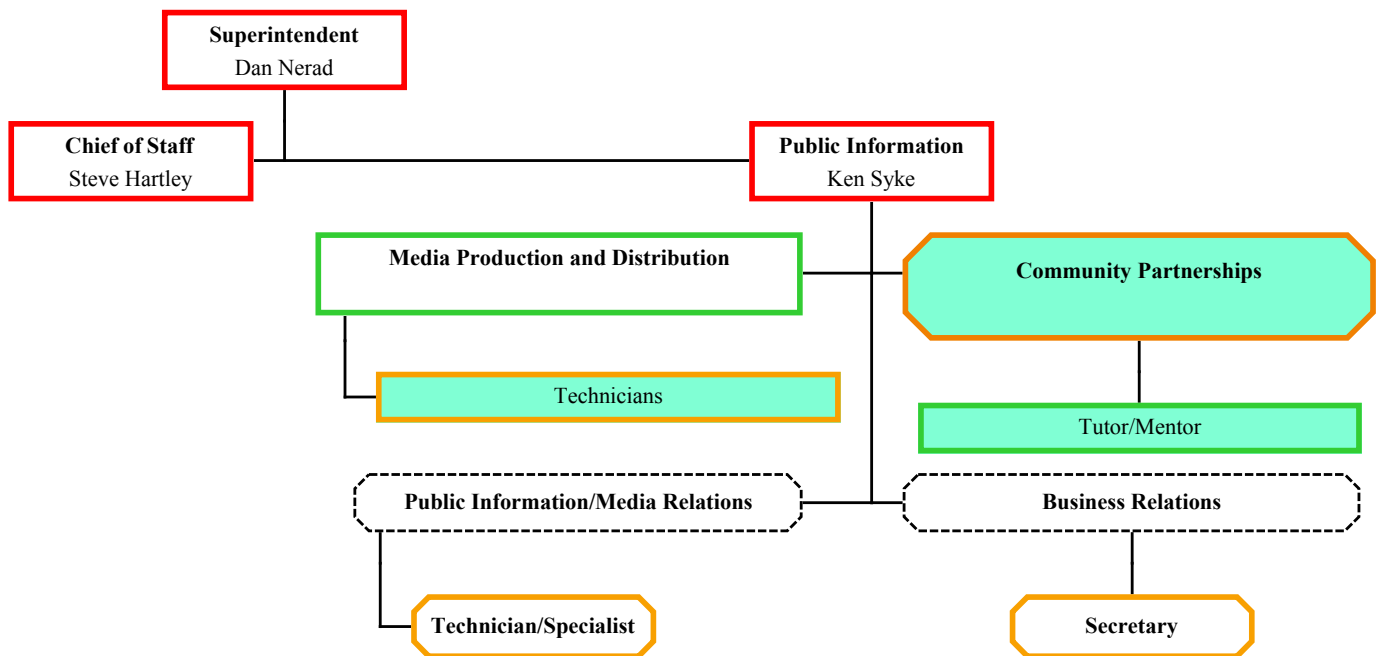 Superintendent
Dan Nerad
Chief of Staff
Steve Hartley
Public Information
Ken Syke
Media Production and Distribution
Community Partnerships
Technicians
Tutor/Mentor
Public Information/Media Relations
Business Relations
Technician/Specialist
Secretary